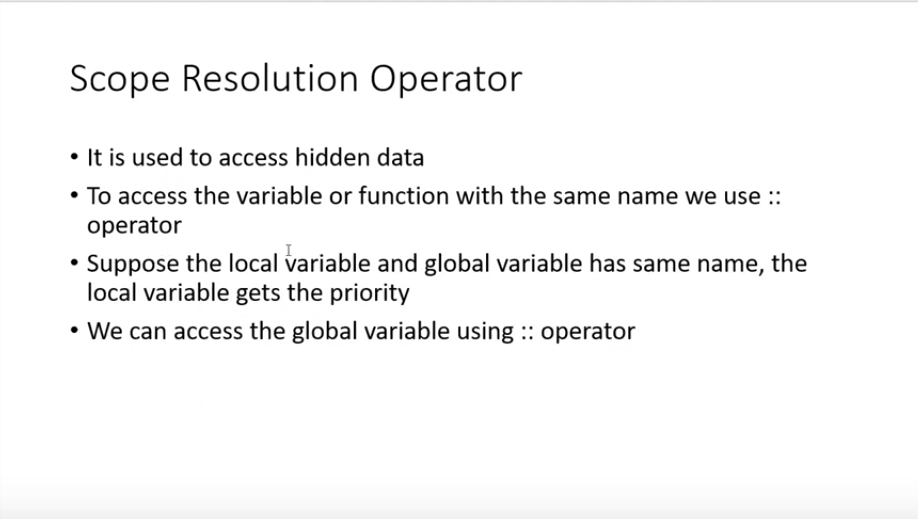 Scope Resolution Operator
• It is used to access hidden data
• To access the variable or function with the same name we use ::
operator
• Suppose the local variable and global variable has same name, the
local variable gets the priority
• We can access the global variable using :: operator